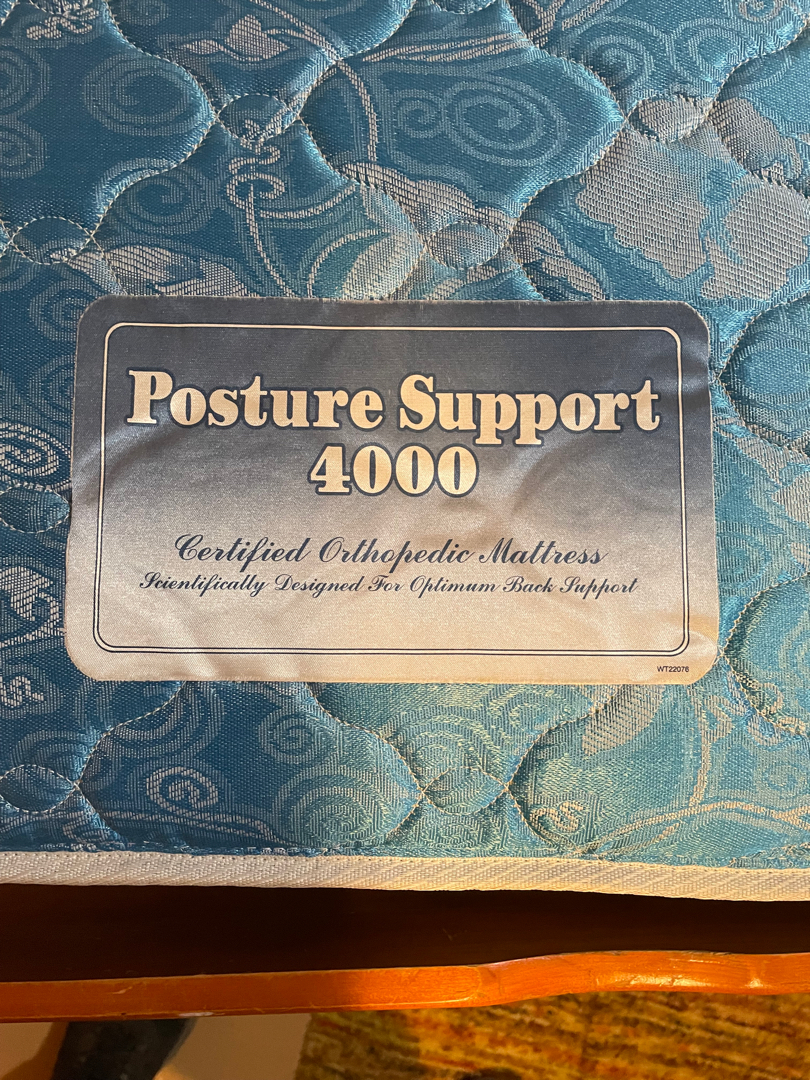 Posture Support
4000
Certified Orthopedic Mattress
Scientifically Designed For Optimum Back Support
WT22076